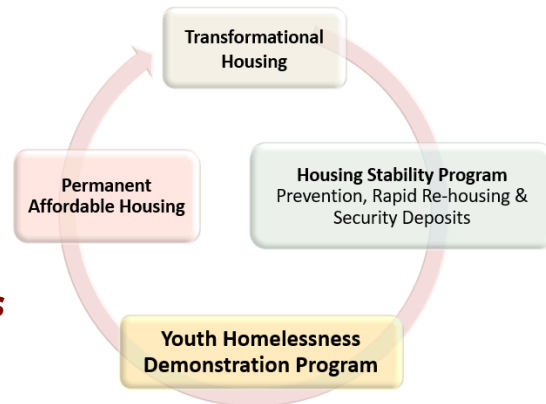 Transformational
Housing
Permanent
Affordable Housing
Housing Stability Program
Prevention, Rapid Re-housing &
Security Deposits
s
Youth Homelessness
Demonstration Program